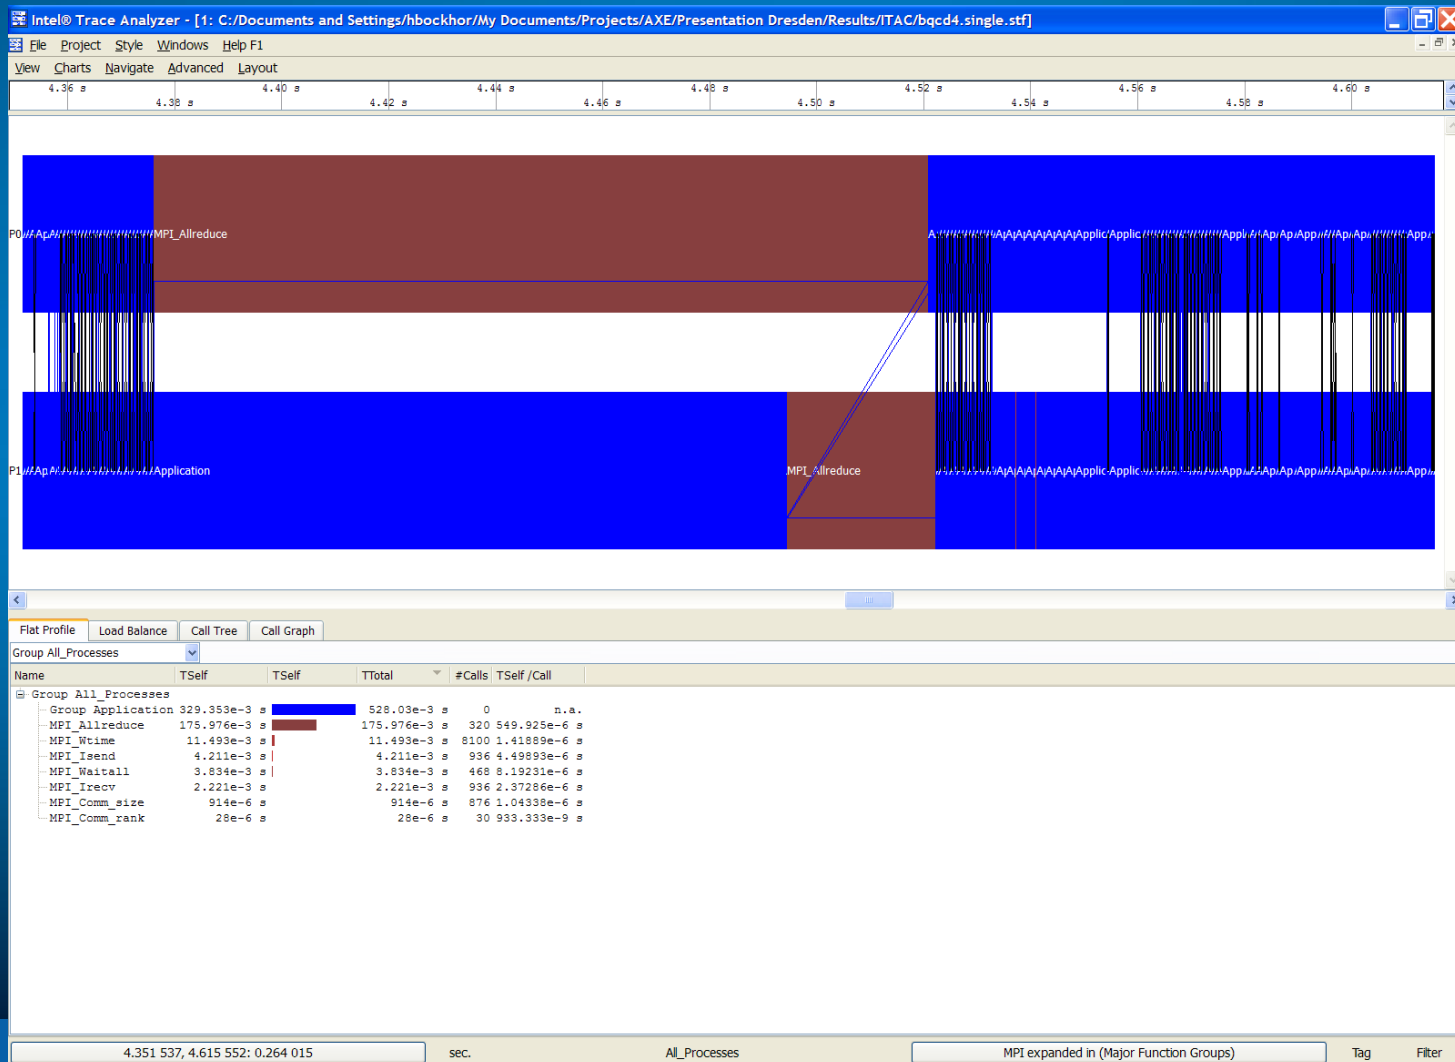 Intel® Trace Analyzer - [1: C:/Documents and Settings/hbockhor/My Documents/Projects/AXE/Presentation Dresden/Results/ITAC/bqcd4.single.stf]
File Project Style Windows Help F1
View Charts Navigate Advanced Layout
4.36 s 4.40 s 4.44 s 4.48 s 4.52 s 4.56 s 4.60 s
4.38 s 4.42 s 4.46 s 4.50 s 4.54 s 4.58 s
P0 MPI_Allreduce Applic Applic
P1 Application MPI_Allreduce Applic Applic
Flat Profile Load Balance Call Tree Call Graph
Group All_Processes
Name TSelf TSelf TTotal #Calls TSelf /Call
Group All_Processes
Group Application 329.353e-3 s 528.03e-3 s 0 n.a.
MPI_Allreduce 175.976e-3 s 175.976e-3 s 320 549.925e-6 s
MPI_Wtime 11.493e-3 s 11.493e-3 s 8100 1.41889e-6 s
MPI_Isend 4.211e-3 s 4.211e-3 s 936 4.49893e-6 s
MPI_Waitall 3.834e-3 s 3.834e-3 s 468 8.19231e-6 s
MPI_Irecv 2.221e-3 s 2.221e-3 s 936 2.37286e-6 s
MPI_Comm_size 914e-6 s 914e-6 s 876 1.04338e-6 s
MPI_Comm_rank 28e-6 s 28e-6 s 30 933.333e-9 s
4.351 537, 4.615 552: 0.264 015 sec. All_Processes MPI expanded in (Major Function Groups) Tag Filter